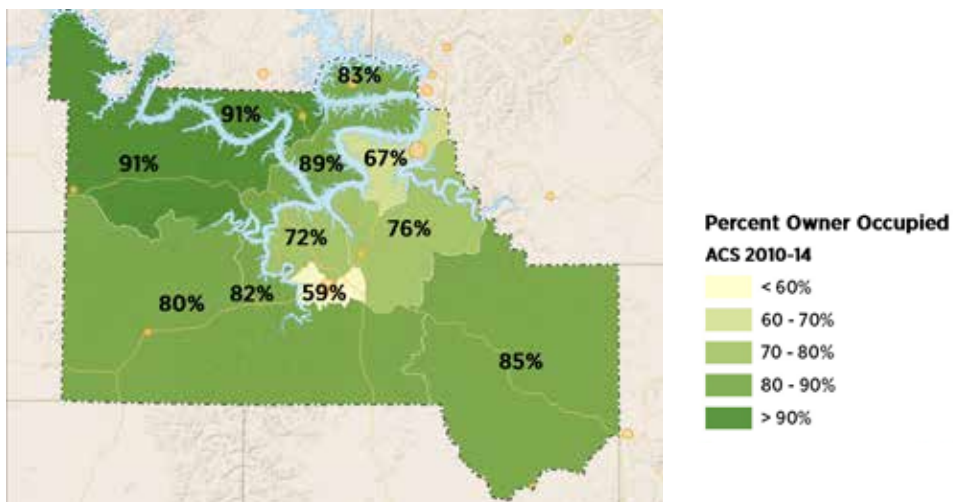 83%
91%
91%
89%
67%
72%
76%
80%
82%
59%
85%
Percent Owner Occupied
ACS 2010-14
< 60%
60 - 70%
70 - 80%
80 - 90%
> 90%